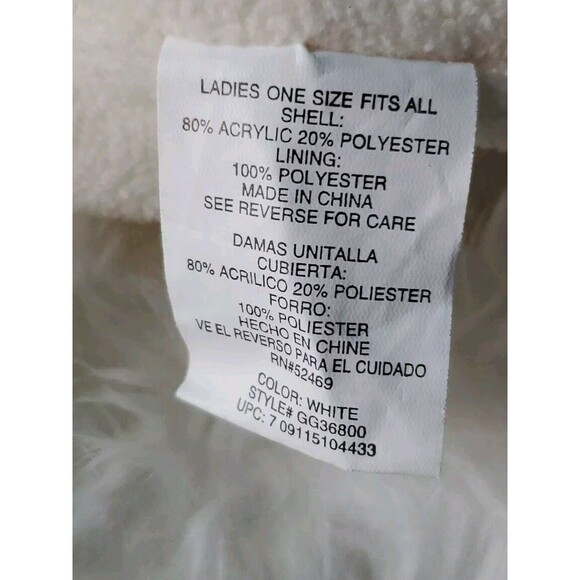 LADIES ONE SIZE FITS ALL
SHELL:
80% ACRYLIC 20% POLYESTER
LINING:
100% POLYESTER
MADE IN CHINA
SEE REVERSE FOR CARE
DAMAS UNITALLA
CUBIERTA:
80% ACRILICO 20% POLIESTER
FORRO:
100% POLIESTER
HECHO EN CHINE
VE EL REVERSO PARA EL CUIDADO
RN#52469
COLOR: WHITE
STYLE# GG36800
UPC: 7 09115104433